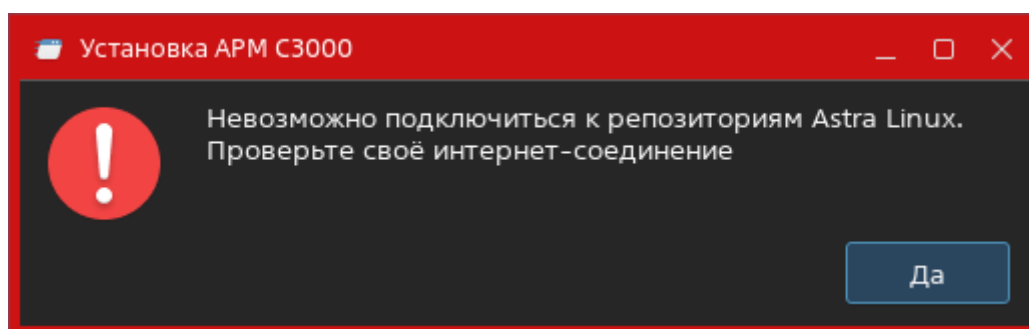 Установка АРМ С3000
Невозможно подключиться к репозиториям Astra Linux.
Проверьте своё интернет-соединение
Да